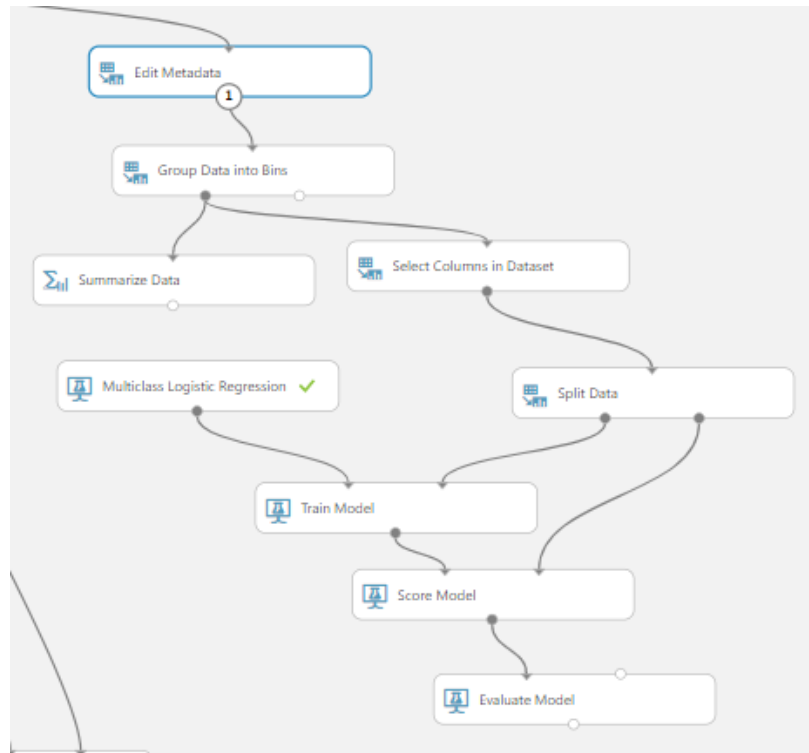 Edit Metadata
1
Group Data into Bins
Summarize Data
Select Columns in Dataset
Multiclass Logistic Regression
Split Data
Train Model
Score Model
Evaluate Model